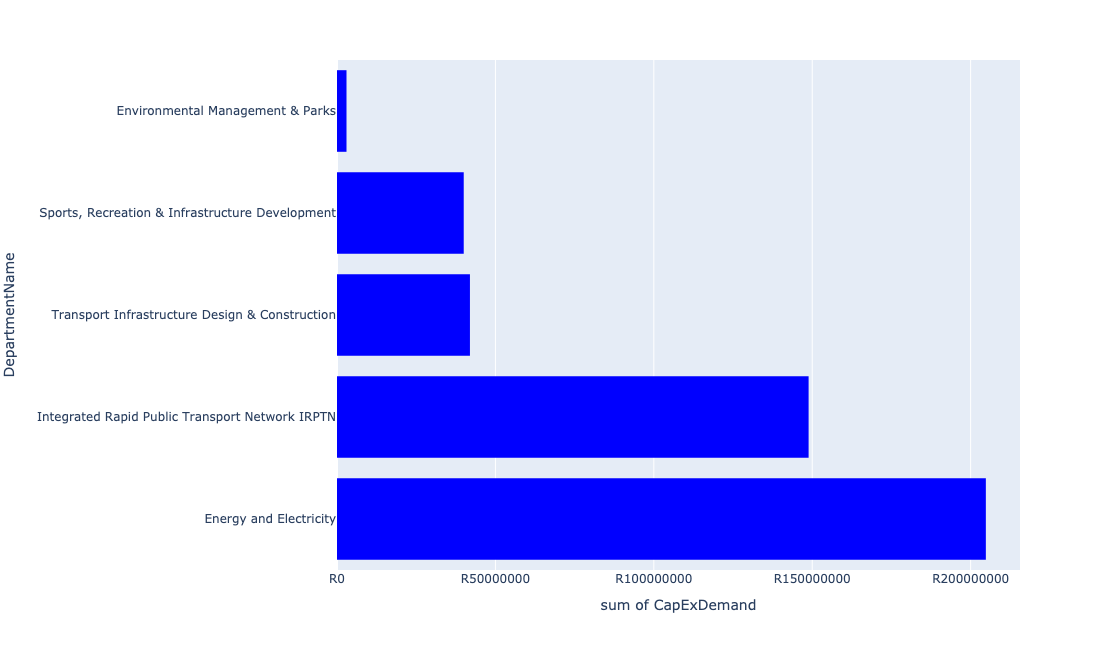 Environmental Management & Parks
Sports, Recreation & Infrastructure Development
Transport Infrastructure Design & Construction
Integrated Rapid Public Transport Network IRPTN
Energy and Electricity
DepartmentName
R0
R50000000
R100000000
R150000000
R200000000
sum of CapExDemand